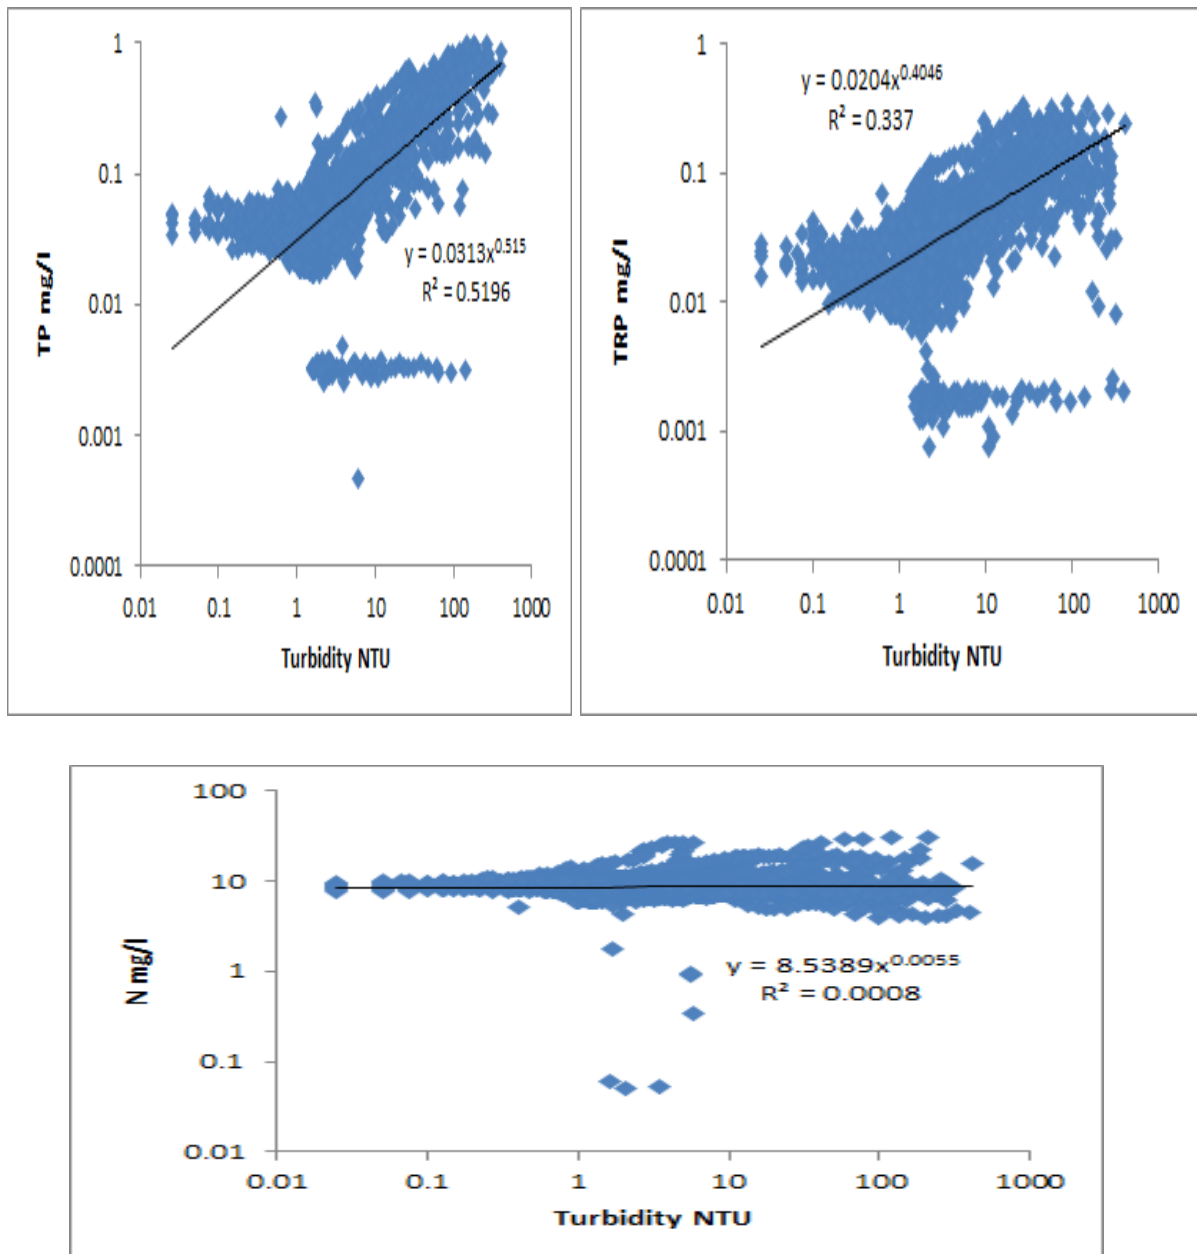 1
0.1
0.01
0.001
0.0001
TP mg/l
y = 0.0313x^0.515
R² = 0.5196
0.01 0.1 1 10 100 1000
Turbidity NTU
1
0.1
0.01
0.001
0.0001
TRP mg/l
y = 0.0204x^0.4046
R² = 0.337
0.01 0.1 1 10 100 1000
Turbidity NTU
100
10
1
0.1
0.01
N mg/l
y = 8.5389x^0.0055
R² = 0.0008
0.01 0.1 1 10 100 1000
Turbidity NTU